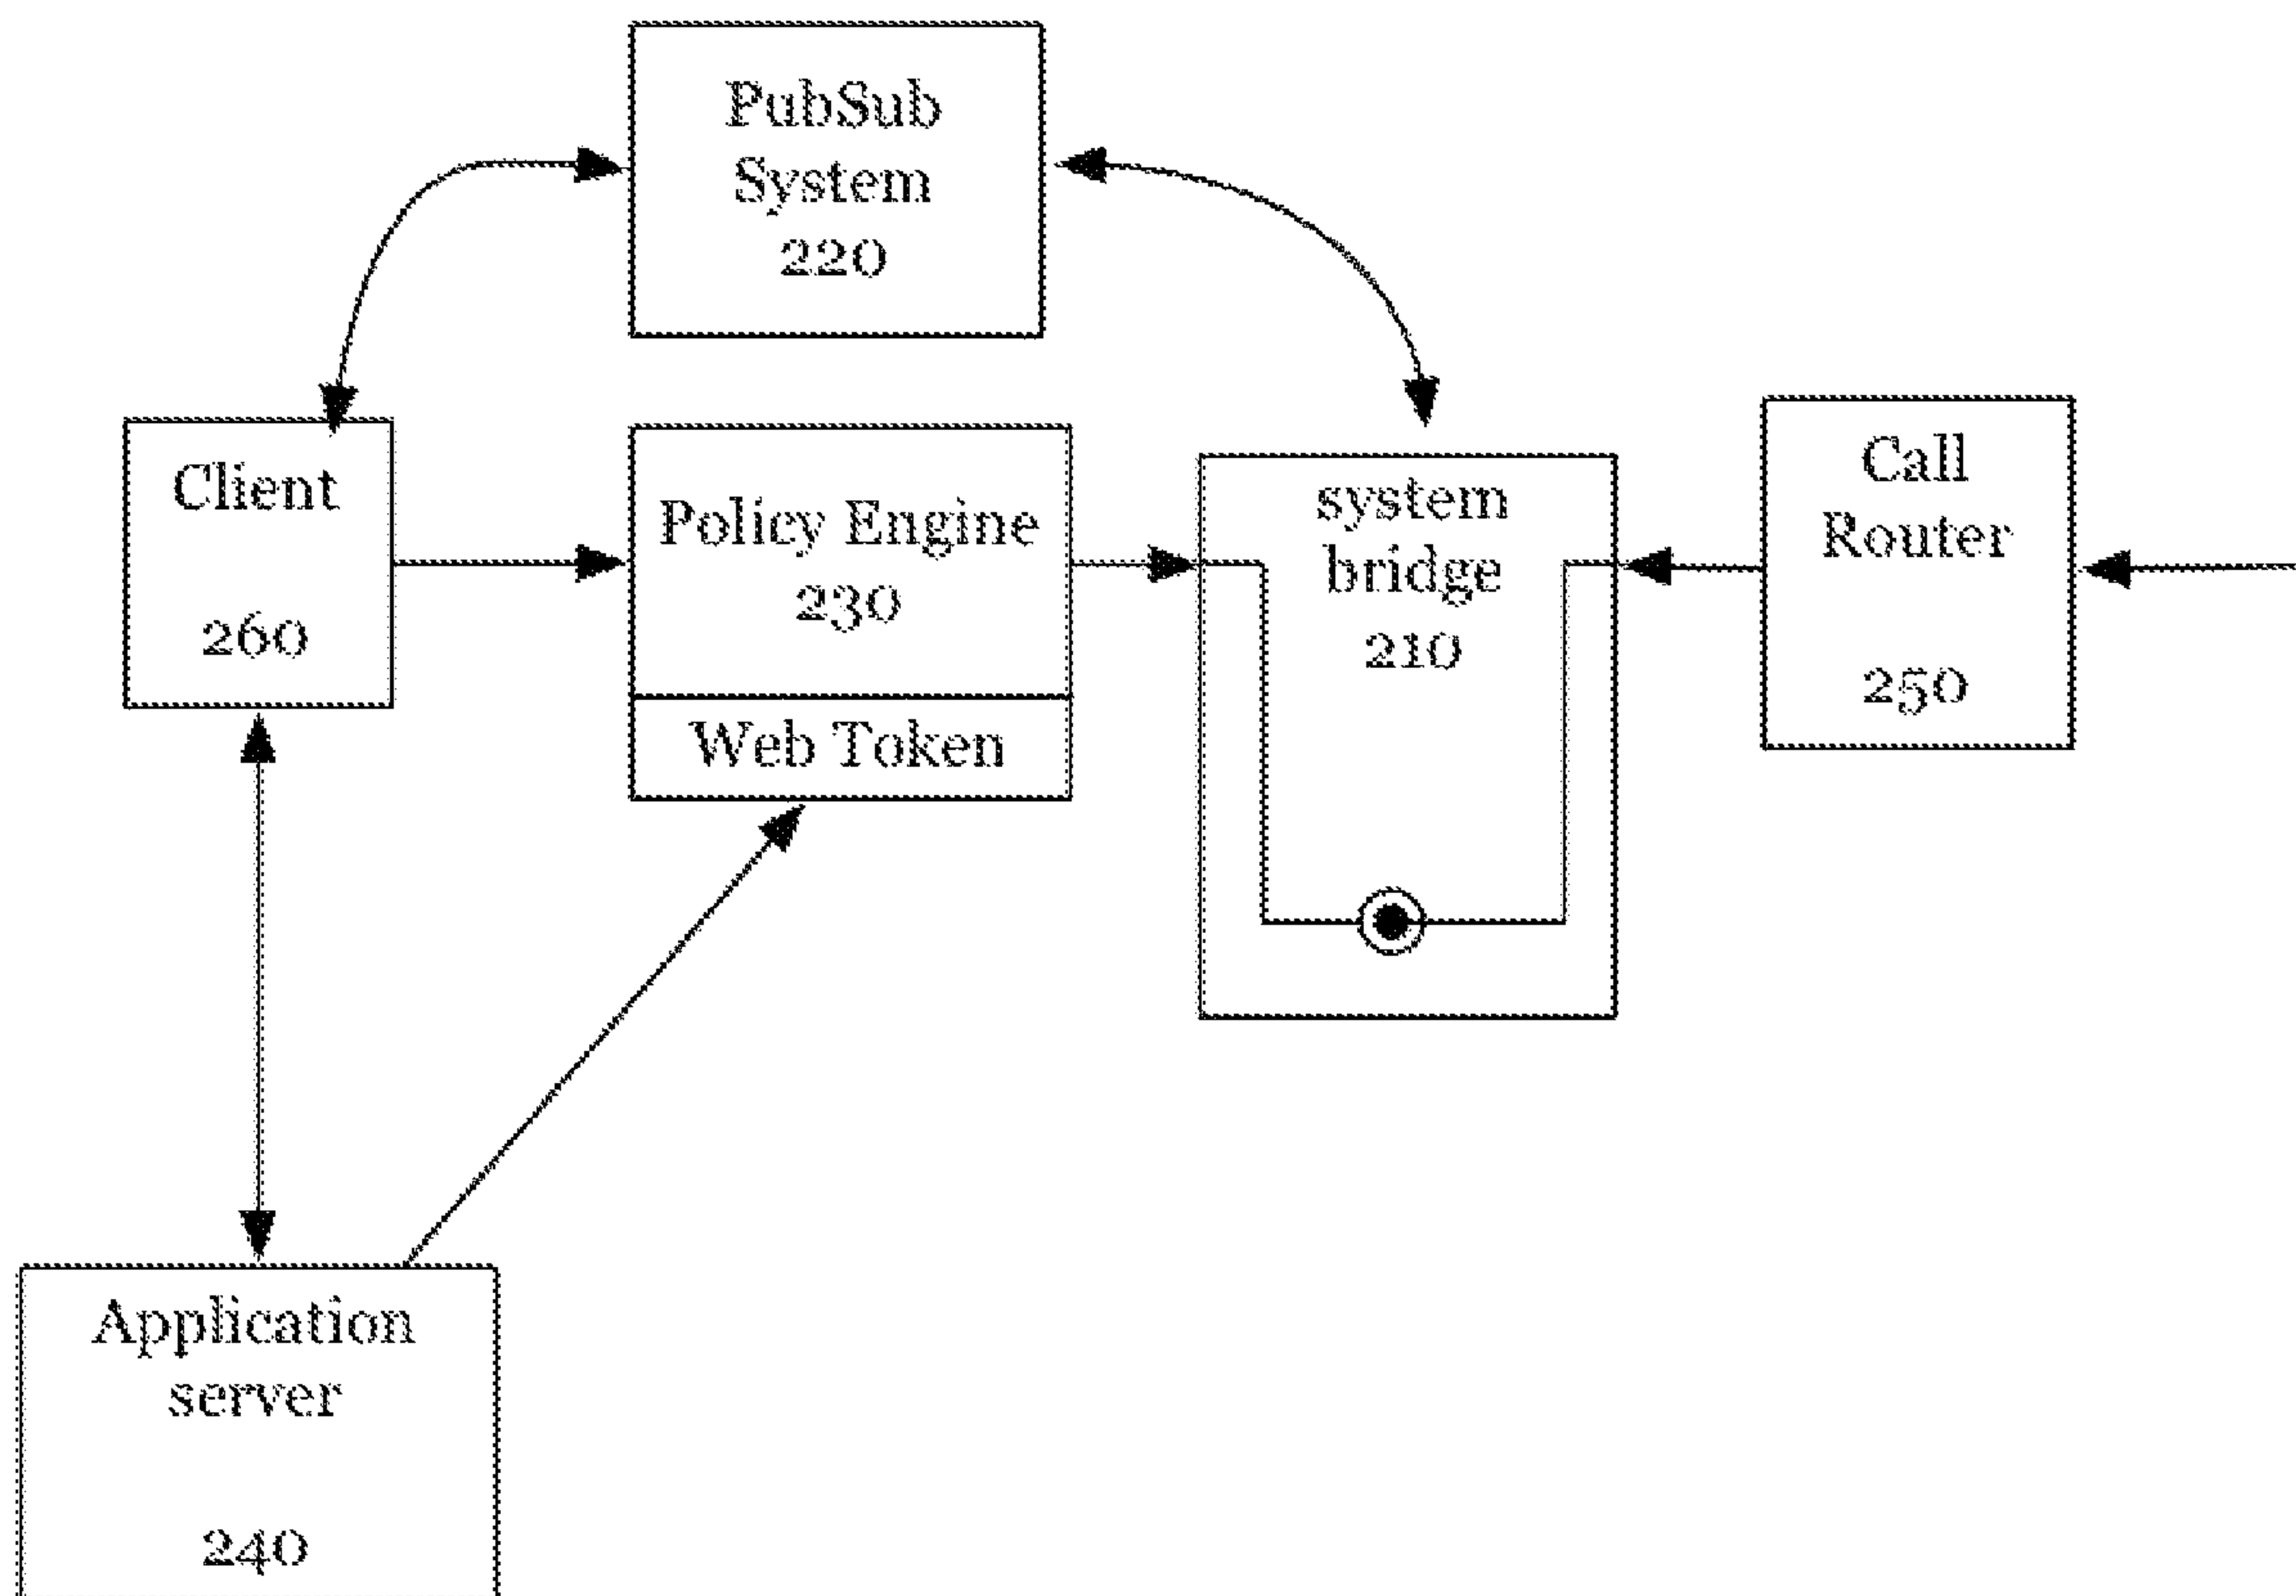 PubSub
System
220
Client
260
Policy Engine
230
Web Token
system
bridge
210
Call
Router
250
Application
server
240